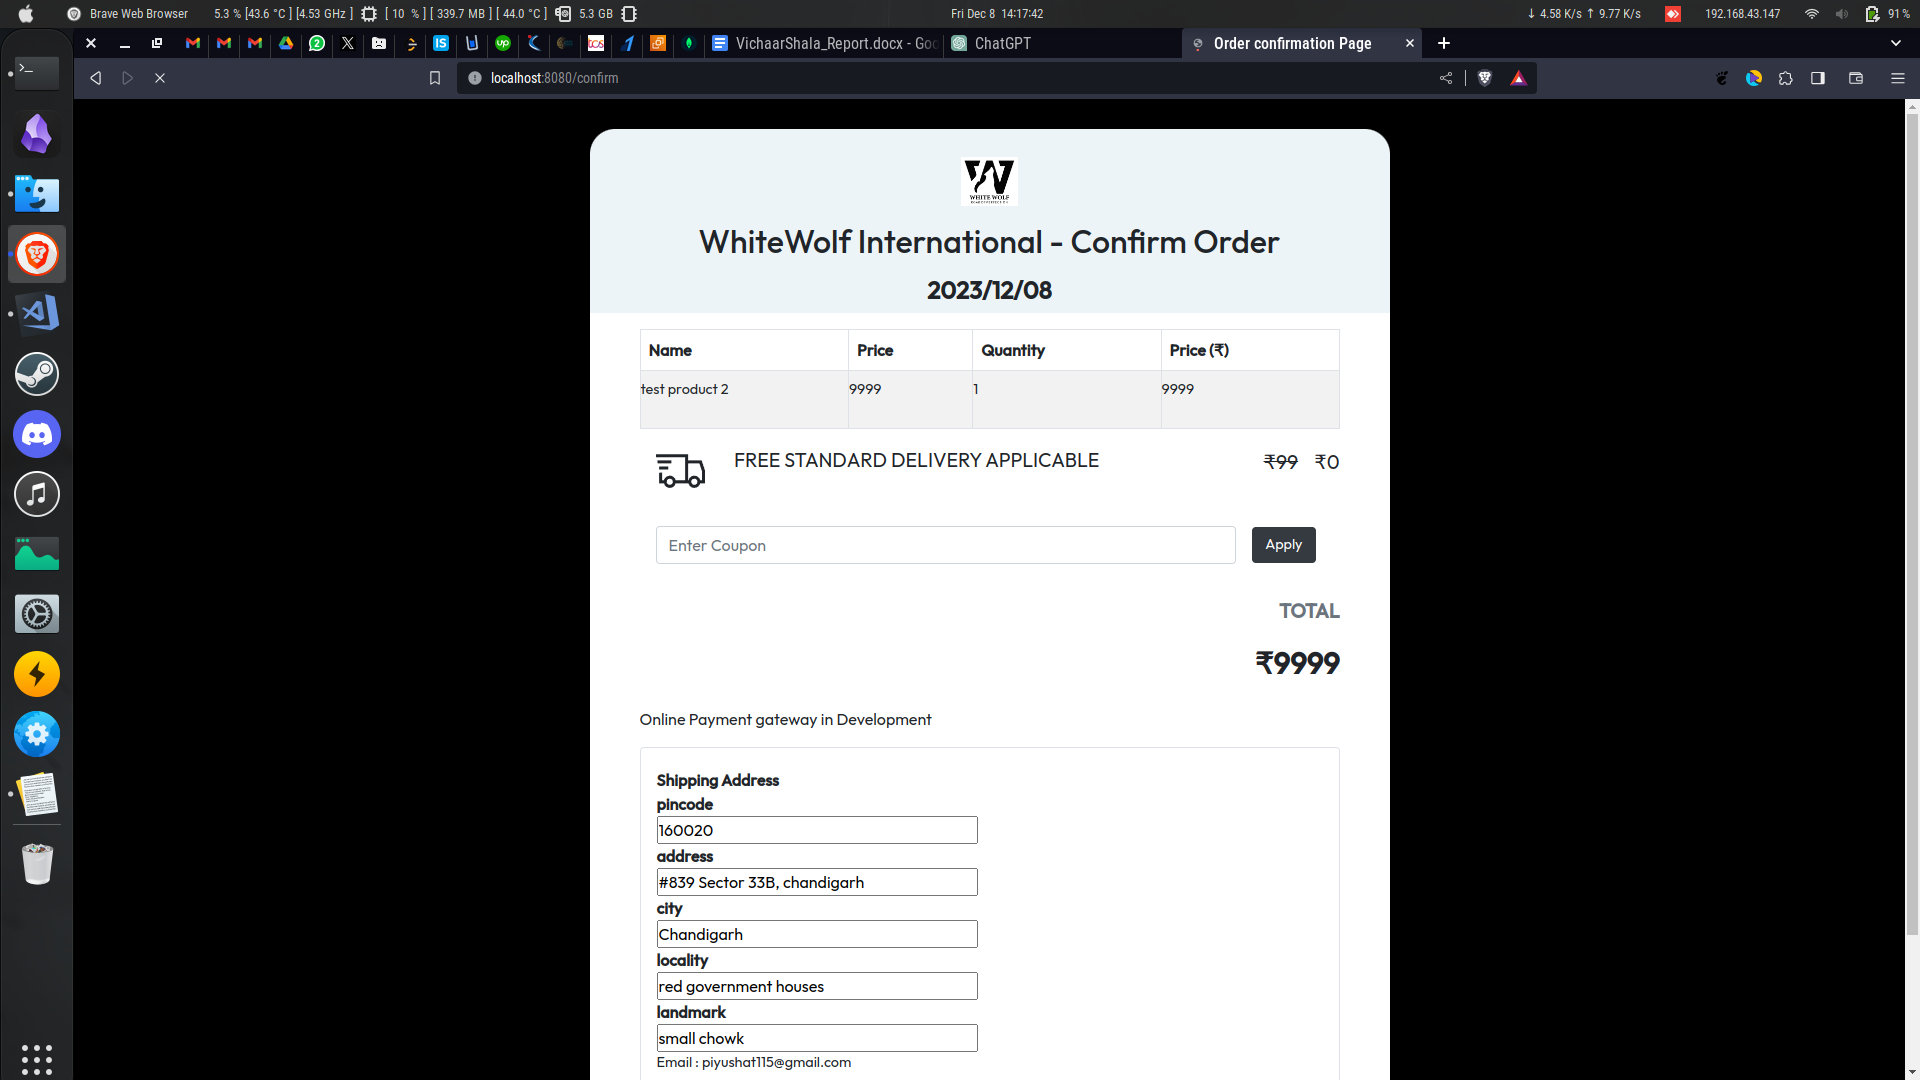 Brave Web Browser 5.3 % [43.6 °C ] [4.53 GHz ] [ 10 % ] [ 339.7 MB ] [ 44.0 °C ] 5.3 GB Fri Dec 8 14:17:42 ↓ 4.58 K/s ↑ 9.77 K/s 192.168.43.147 91 %
VichaarShala_Report.docx - Goo ChatGPT Order confirmation Page
localhost:8080/confirm
WHITE WOLF
WhiteWolf International - Confirm Order
2023/12/08
Name Price Quantity Price (₹)
test product 2 9999 1 9999
FREE STANDARD DELIVERY APPLICABLE ₹99 ₹0
Enter Coupon Apply
TOTAL
₹9999
Online Payment gateway in Development
Shipping Address
pincode
160020
address
#839 Sector 33B, chandigarh
city
Chandigarh
locality
red government houses
landmark
small chowk
Email : piyushat115@gmail.com